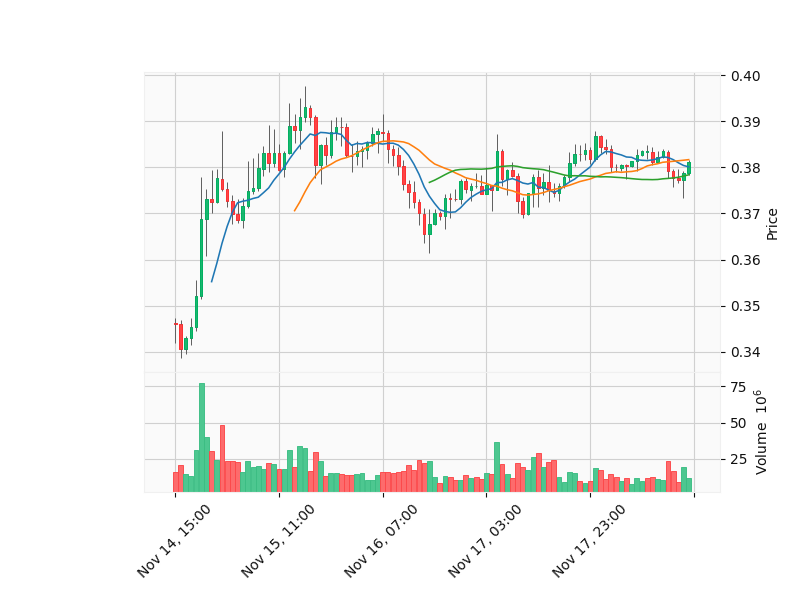 0.40
0.39
0.38
0.37
0.36
0.35
0.34
Price
75
50
25
Volume 10⁶
Nov 14, 15:00
Nov 15, 11:00
Nov 16, 07:00
Nov 17, 03:00
Nov 17, 23:00